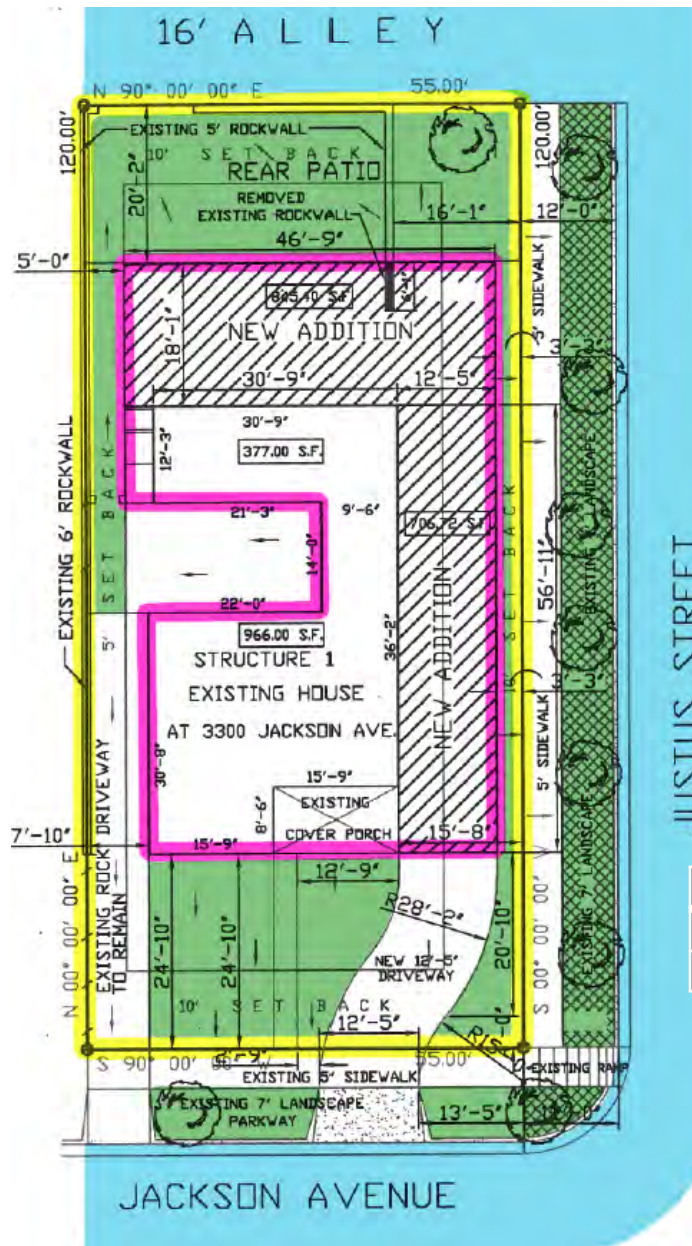 16' ALLEY
N 90° 00' 00" E
55.00'
120.00'
120.00'
EXISTING 5' ROCKWALL
10' SET BACK
REAR PATIO
20'-2"
REMOVED
EXISTING ROCKWALL
16'-1"
12'-0"
46'-9"
5'-0"
NEW ADDITION
18'-1"
5' SIDEWALK
30'-9"
12'-5"
30'-9"
377.00 S.F.
12'-3"
21'-3"
9'-6"
706.72 S.F.
14'-0"
22'-0"
EXISTING 6' ROCKWALL
5' SET BACK
SET BACK
56'-11"
EXISTING 7' LANDSCAPE
966.00 S.F.
STRUCTURE 1
EXISTING HOUSE
AT 3300 JACKSON AVE.
36'-2"
NEW ADDITION
JUSTUS STREET
30'-8"
15'-9"
8'-6"
EXISTING
COVER PORCH
5' SIDEWALK
7'-10"
15'-9"
15'-8"
12'-9"
EXISTING ROCK DRIVEWAY
TO REMAIN
N 00° 00' 00" E
24'-10"
24'-10"
R28'-2"
NEW 12'-5"
DRIVEWAY
20'-10"
S 00° 00' 00"
EXISTING 7' LANDSCAPE
10' SET BACK
12'-5"
S 90° 00' 00"
55.00'
EXISTING 5' SIDEWALK
EXISTING RAMP
EXISTING 7' LANDSCAPE
PARKWAY
13'-5"
JACKSON AVENUE